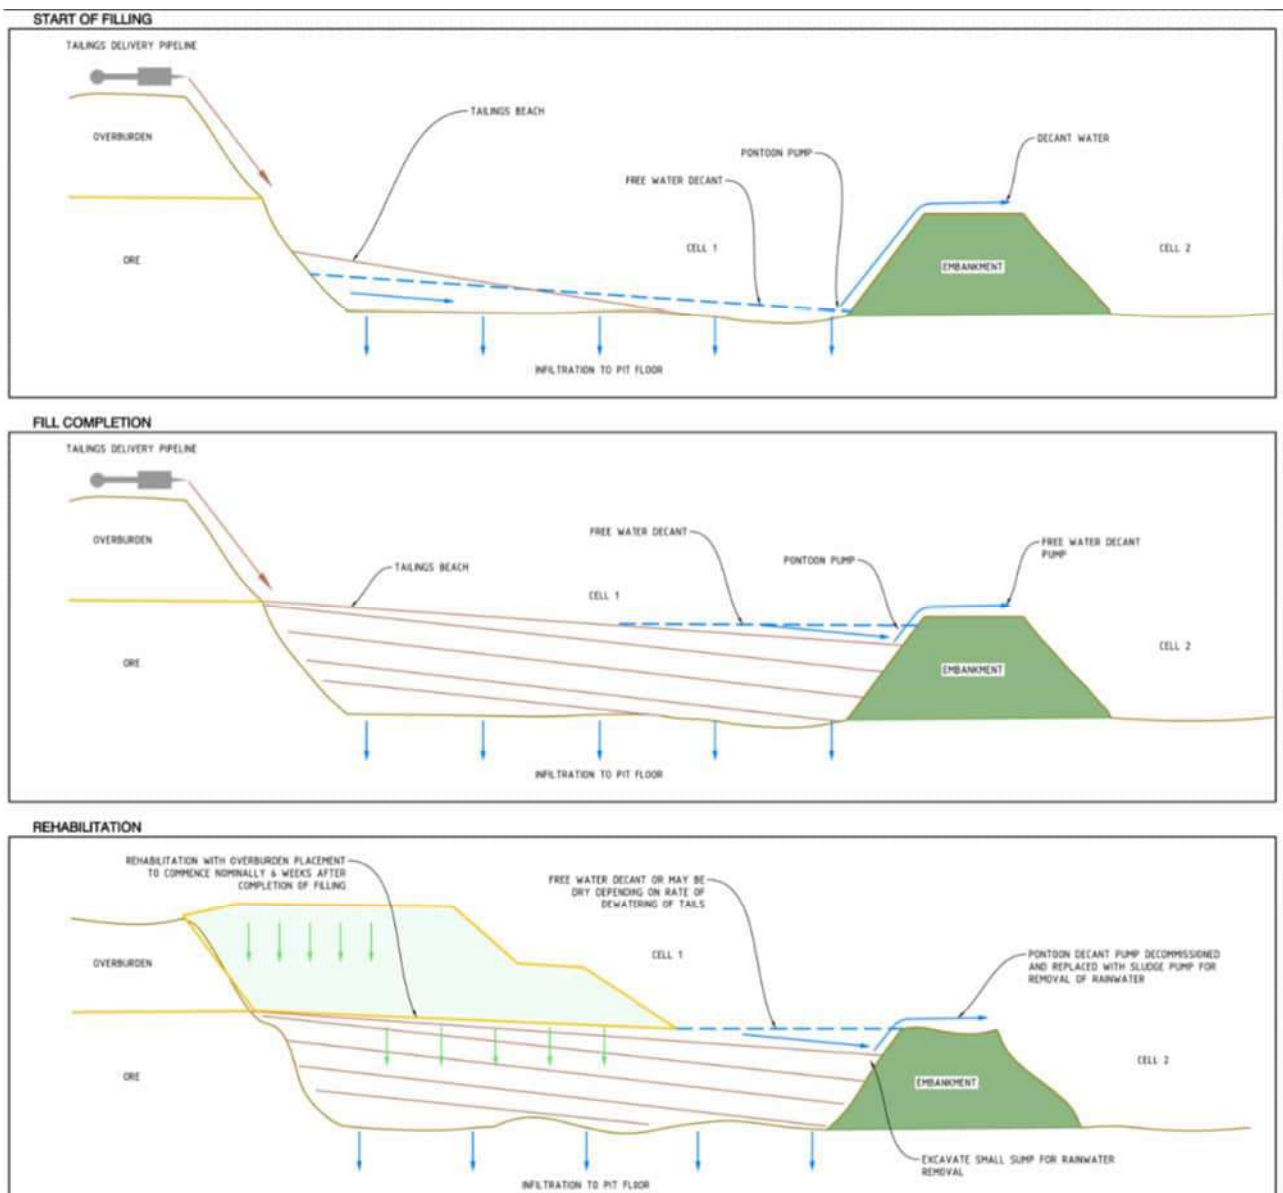 START OF FILLING
TAILINGS DELIVERY PIPELINE
OVERBURDEN
TAILINGS BEACH
DECANT WATER
PONTOON PUMP
FREE WATER DECANT
CELL 1
CELL 2
ORE
EMBANKMENT
INFILTRATION TO PIT FLOOR
FILL COMPLETION
TAILINGS DELIVERY PIPELINE
OVERBURDEN
FREE WATER DECANT
FREE WATER DECANT
PUMP
PONTOON PUMP
TAILINGS BEACH
CELL 1
CELL 2
ORE
EMBANKMENT
INFILTRATION TO PIT FLOOR
REHABILITATION
REHABILITATION WITH OVERBURDEN PLACEMENT
TO COMMENCE NOMINALLY 6 WEEKS AFTER
COMPLETION OF FILLING
FREE WATER DECANT OR MAY BE
DRY DEPENDING ON RATE OF
DEWATERING OF TAILS
CELL 1
PONTOON DECANT PUMP DECOMMISSIONED
AND REPLACED WITH SLUDGE PUMP FOR
REMOVAL OF RAINWATER
OVERBURDEN
CELL 2
ORE
EMBANKMENT
EXCAVATE SMALL SUMP FOR RAINWATER
REMOVAL
INFILTRATION TO PIT FLOOR